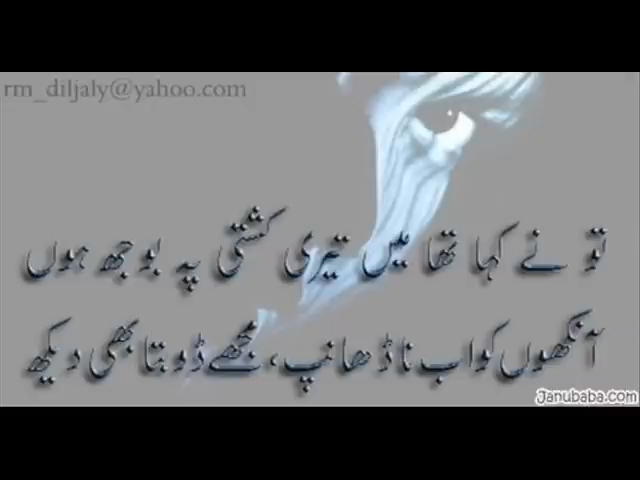 rm_diljaly@yahoo.com
تو نے کہا تھا میں تیری کشتی پہ بوجھ ہوں
آنکھوں کو اب نا ڈھانپ، مجھے ڈوبتا بھی دیکھ
Janubaba.com